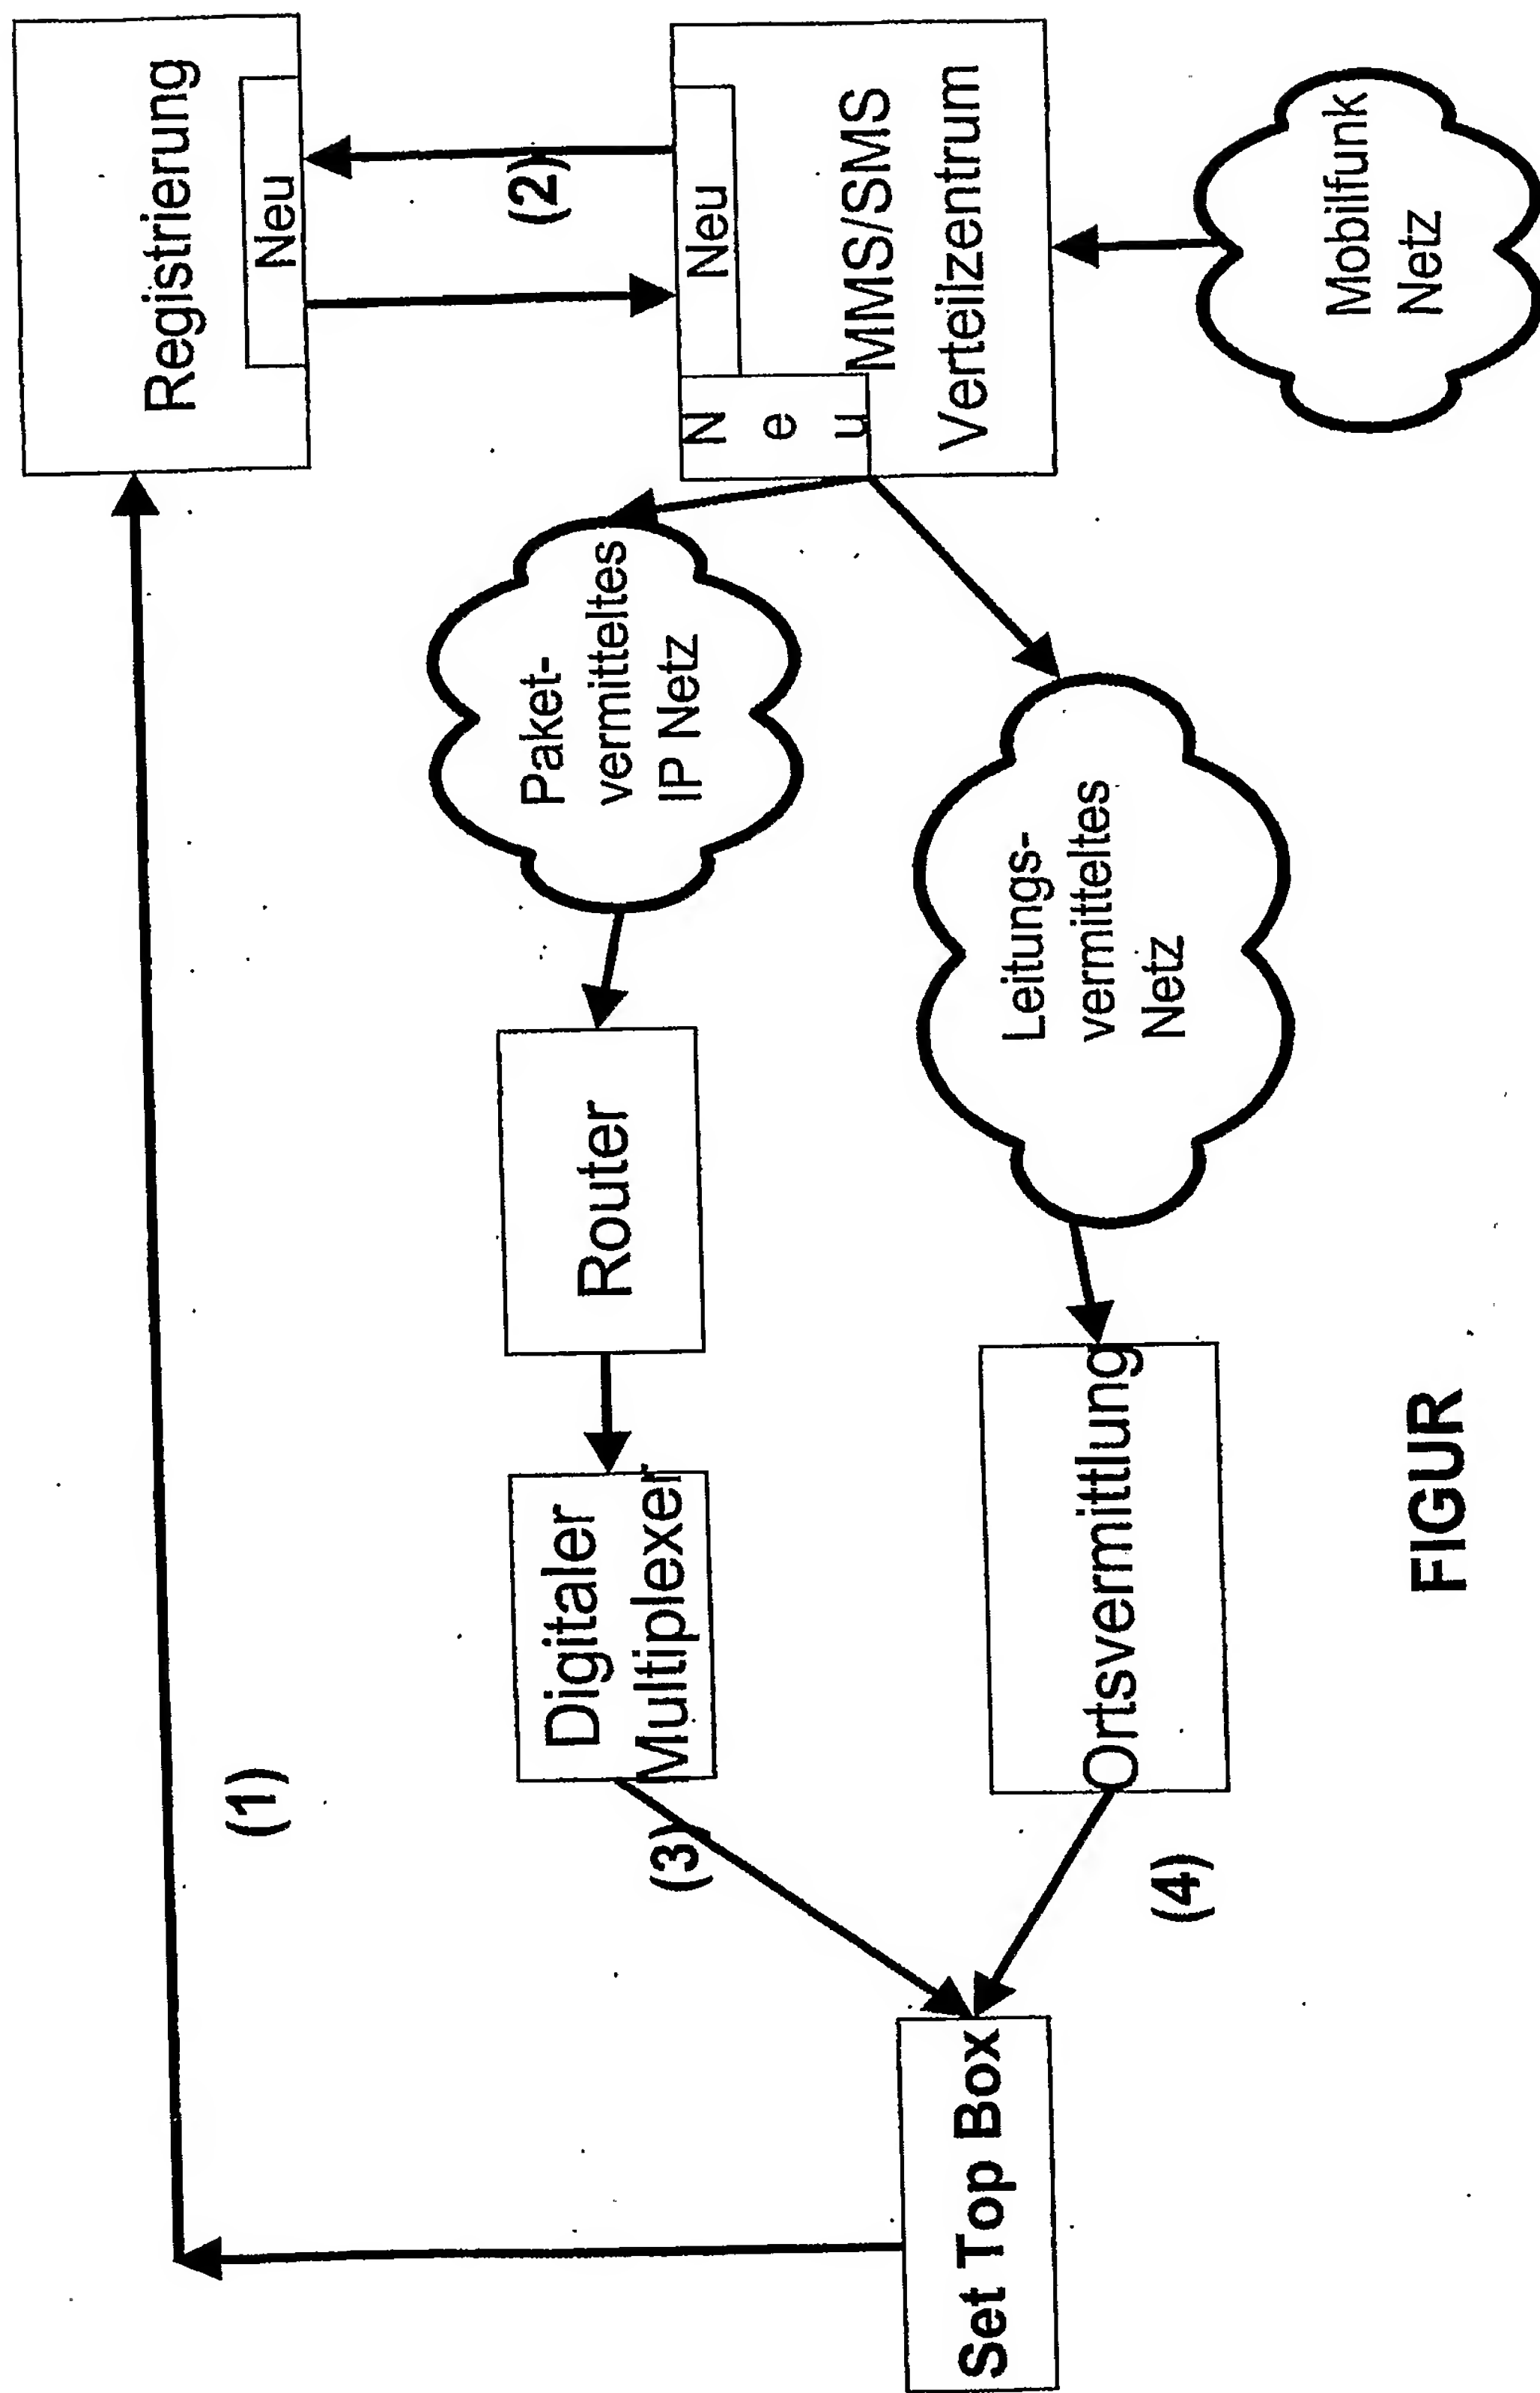 Registrierung
Neu
(1)
(2)
Neu
N
e
u
MMS/SMS
Verteilzentrum
Mobilfunk
Netz
Paket-
vermitteltes
IP Netz
Router
Digitaler
Multiplexer
(3)
Leitungs-
vermitteltes
Netz
Ortsvermittlung
(4)
Set Top Box
FIGUR